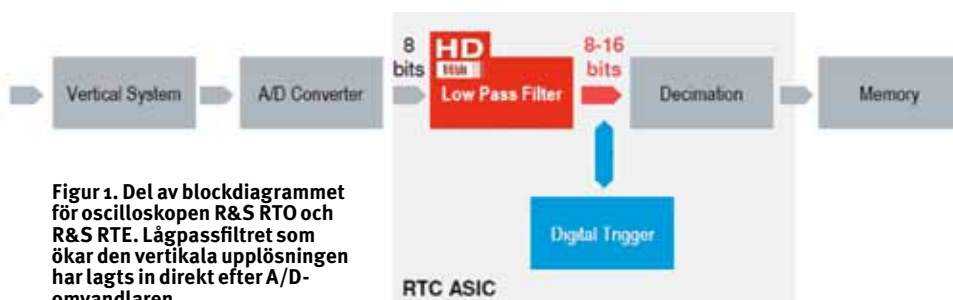 8 bits
HD
16bit
8-16 bits
Vertical System
A/D Converter
Low Pass Filter
Decimation
Memory
Digital Trigger
RTC ASIC
Figur 1. Del av blockdiagrammet
för oscilloskopen R&S RTO och
R&S RTE. Lågpassfiltret som
ökar den vertikala upplösningen
har lagts in direkt efter A/D-
omvandlaren